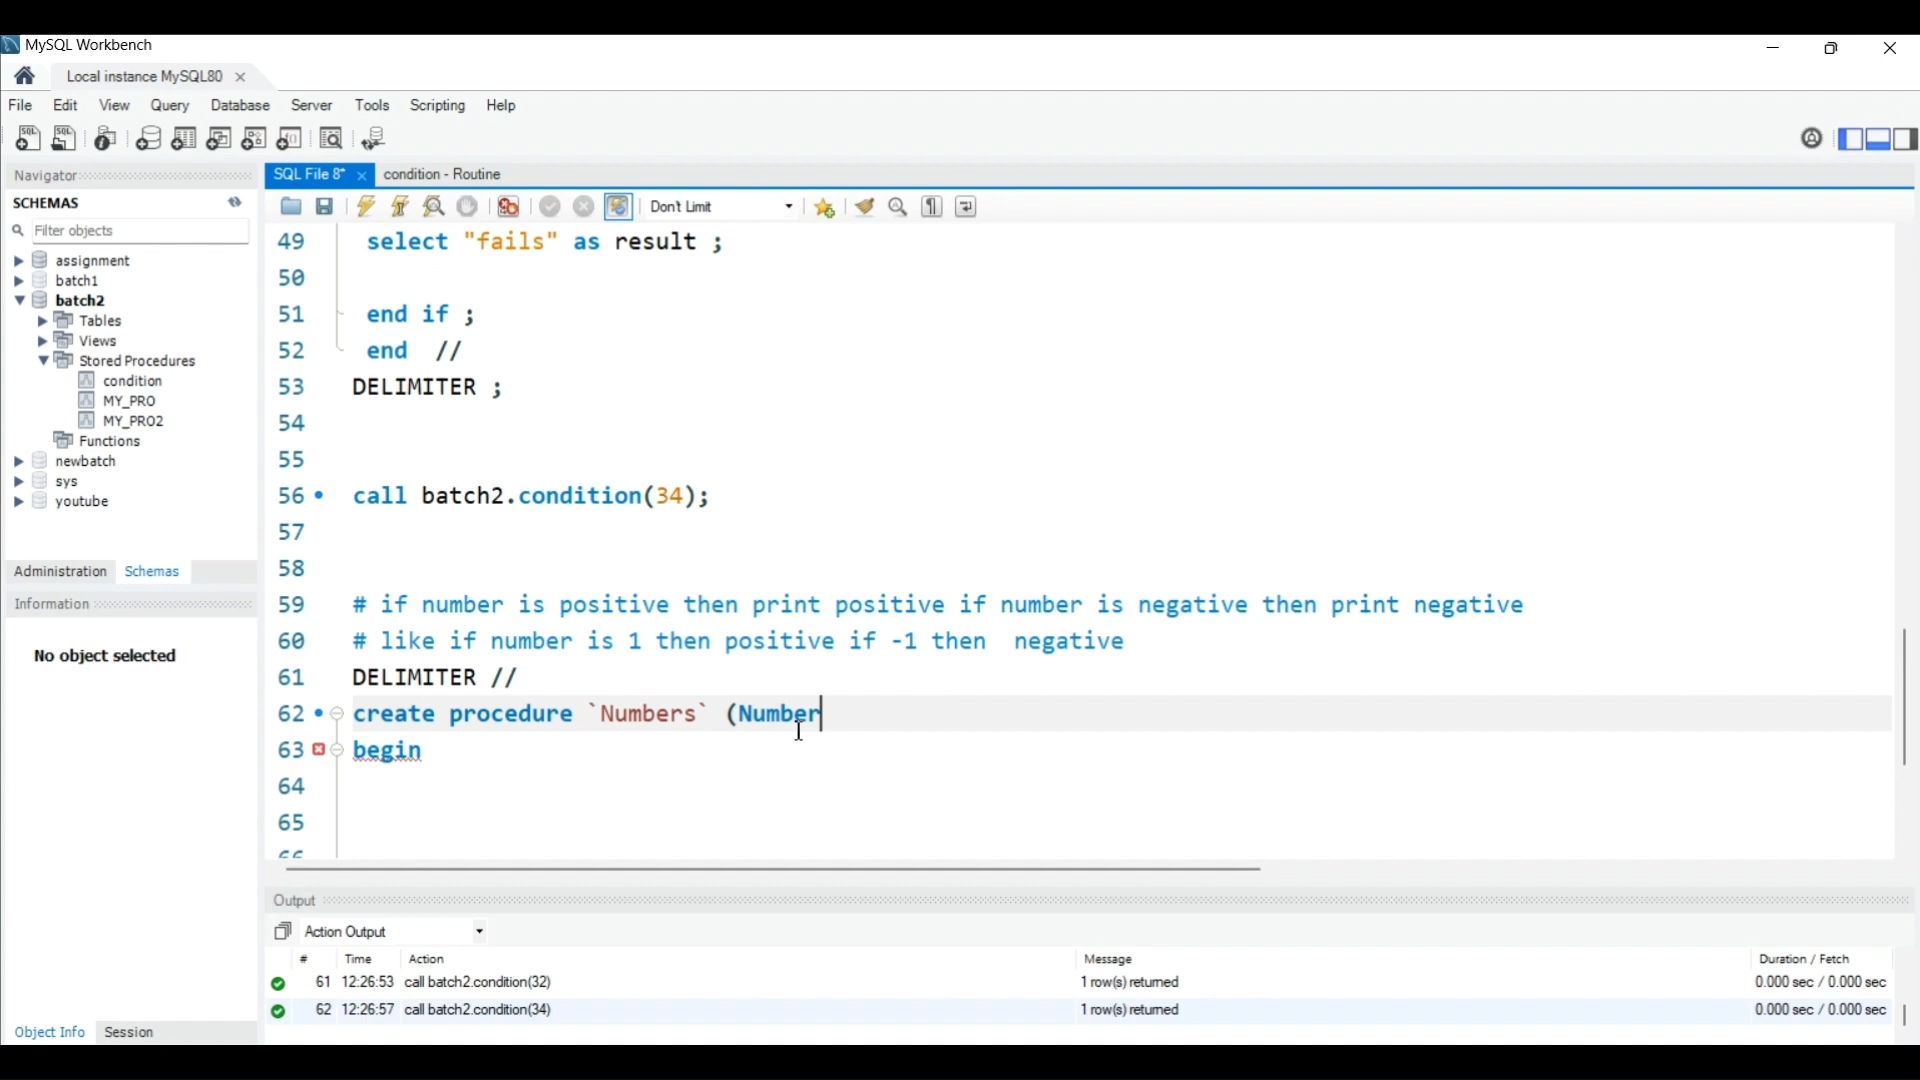 MySQL Workbench
Local instance MySQL80
File Edit View Query Database Server Tools Scripting Help
Navigator
SCHEMAS
Filter objects
assignment
batch1
batch2
Tables
Views
Stored Procedures
condition
MY_PRO
MY_PRO2
Functions
newbatch
sys
youtube
Administration Schemas
Information
No object selected
Object Info Session
SQL File 8* condition - Routine
Don't Limit
49 select "fails" as result ;
50
51 end if ;
52 end //
53 DELIMITER ;
54
55
56 call batch2.condition(34);
57
58
59 # if number is positive then print positive if number is negative then print negative
60 # like if number is 1 then positive if -1 then  negative
61 DELIMITER //
62 create procedure `Numbers` (Number
63 begin
64
65
66
Output
Action Output
# Time Action Message Duration / Fetch
61 12:26:53 call batch2.condition(32) 1 row(s) returned 0.000 sec / 0.000 sec
62 12:26:57 call batch2.condition(34) 1 row(s) returned 0.000 sec / 0.000 sec